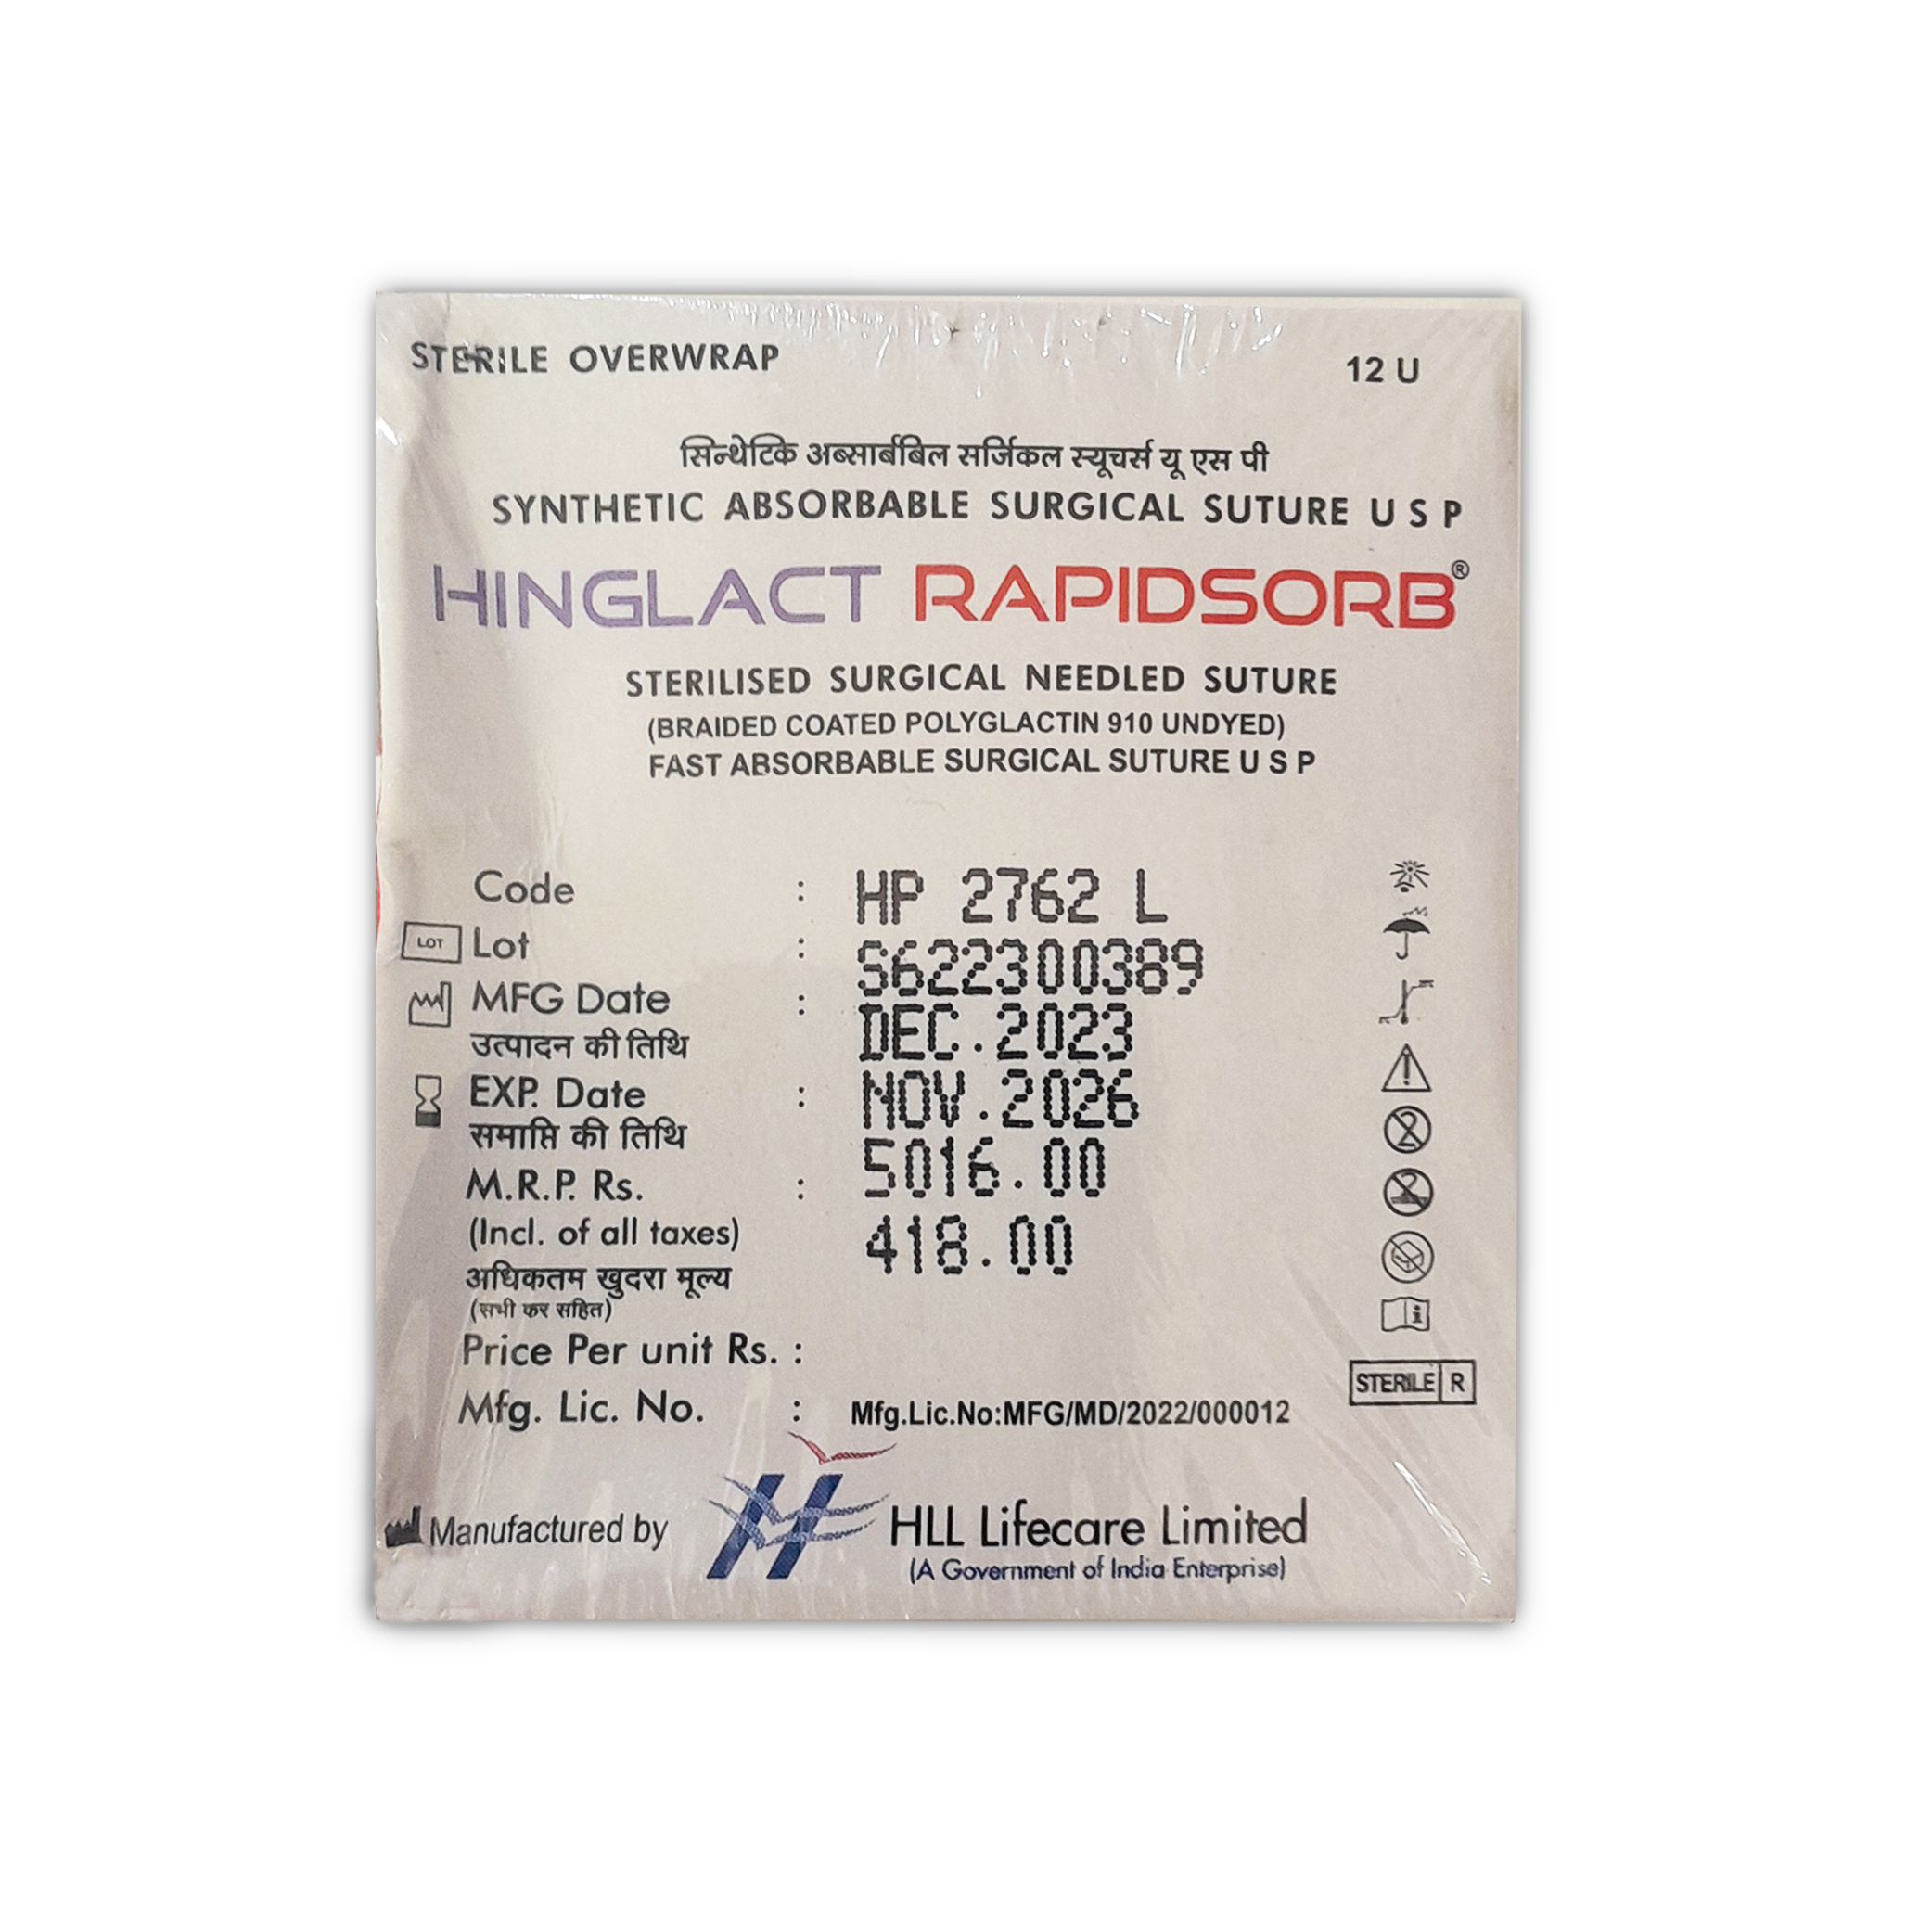 STERILE OVERWRAP 12 U
सिन्थेटिक अब्सार्बबिल सर्जिकल स्यूचर्स यू एस पी
SYNTHETIC ABSORBABLE SURGICAL SUTURE U S P
HINGLACT RAPIDSORB®
STERILISED SURGICAL NEEDLED SUTURE
(BRAIDED COATED POLYGLACTIN 910 UNDYED)
FAST ABSORBABLE SURGICAL SUTURE U S P
Code : HP 2762 L
LOT Lot : S622300389
MFG Date : DEC.2023
उत्पादन की तिथि
EXP. Date : NOV.2026
समाप्ति की तिथि
M.R.P. Rs. : 5016.00
(Incl. of all taxes) 418.00
अधिकतम खुदरा मूल्य
(सभी कर सहित)
Price Per unit Rs. :
STERILE R
Mfg. Lic. No. : Mfg.Lic.No:MFG/MD/2022/000012
Manufactured by HLL Lifecare Limited
(A Government of India Enterprise)